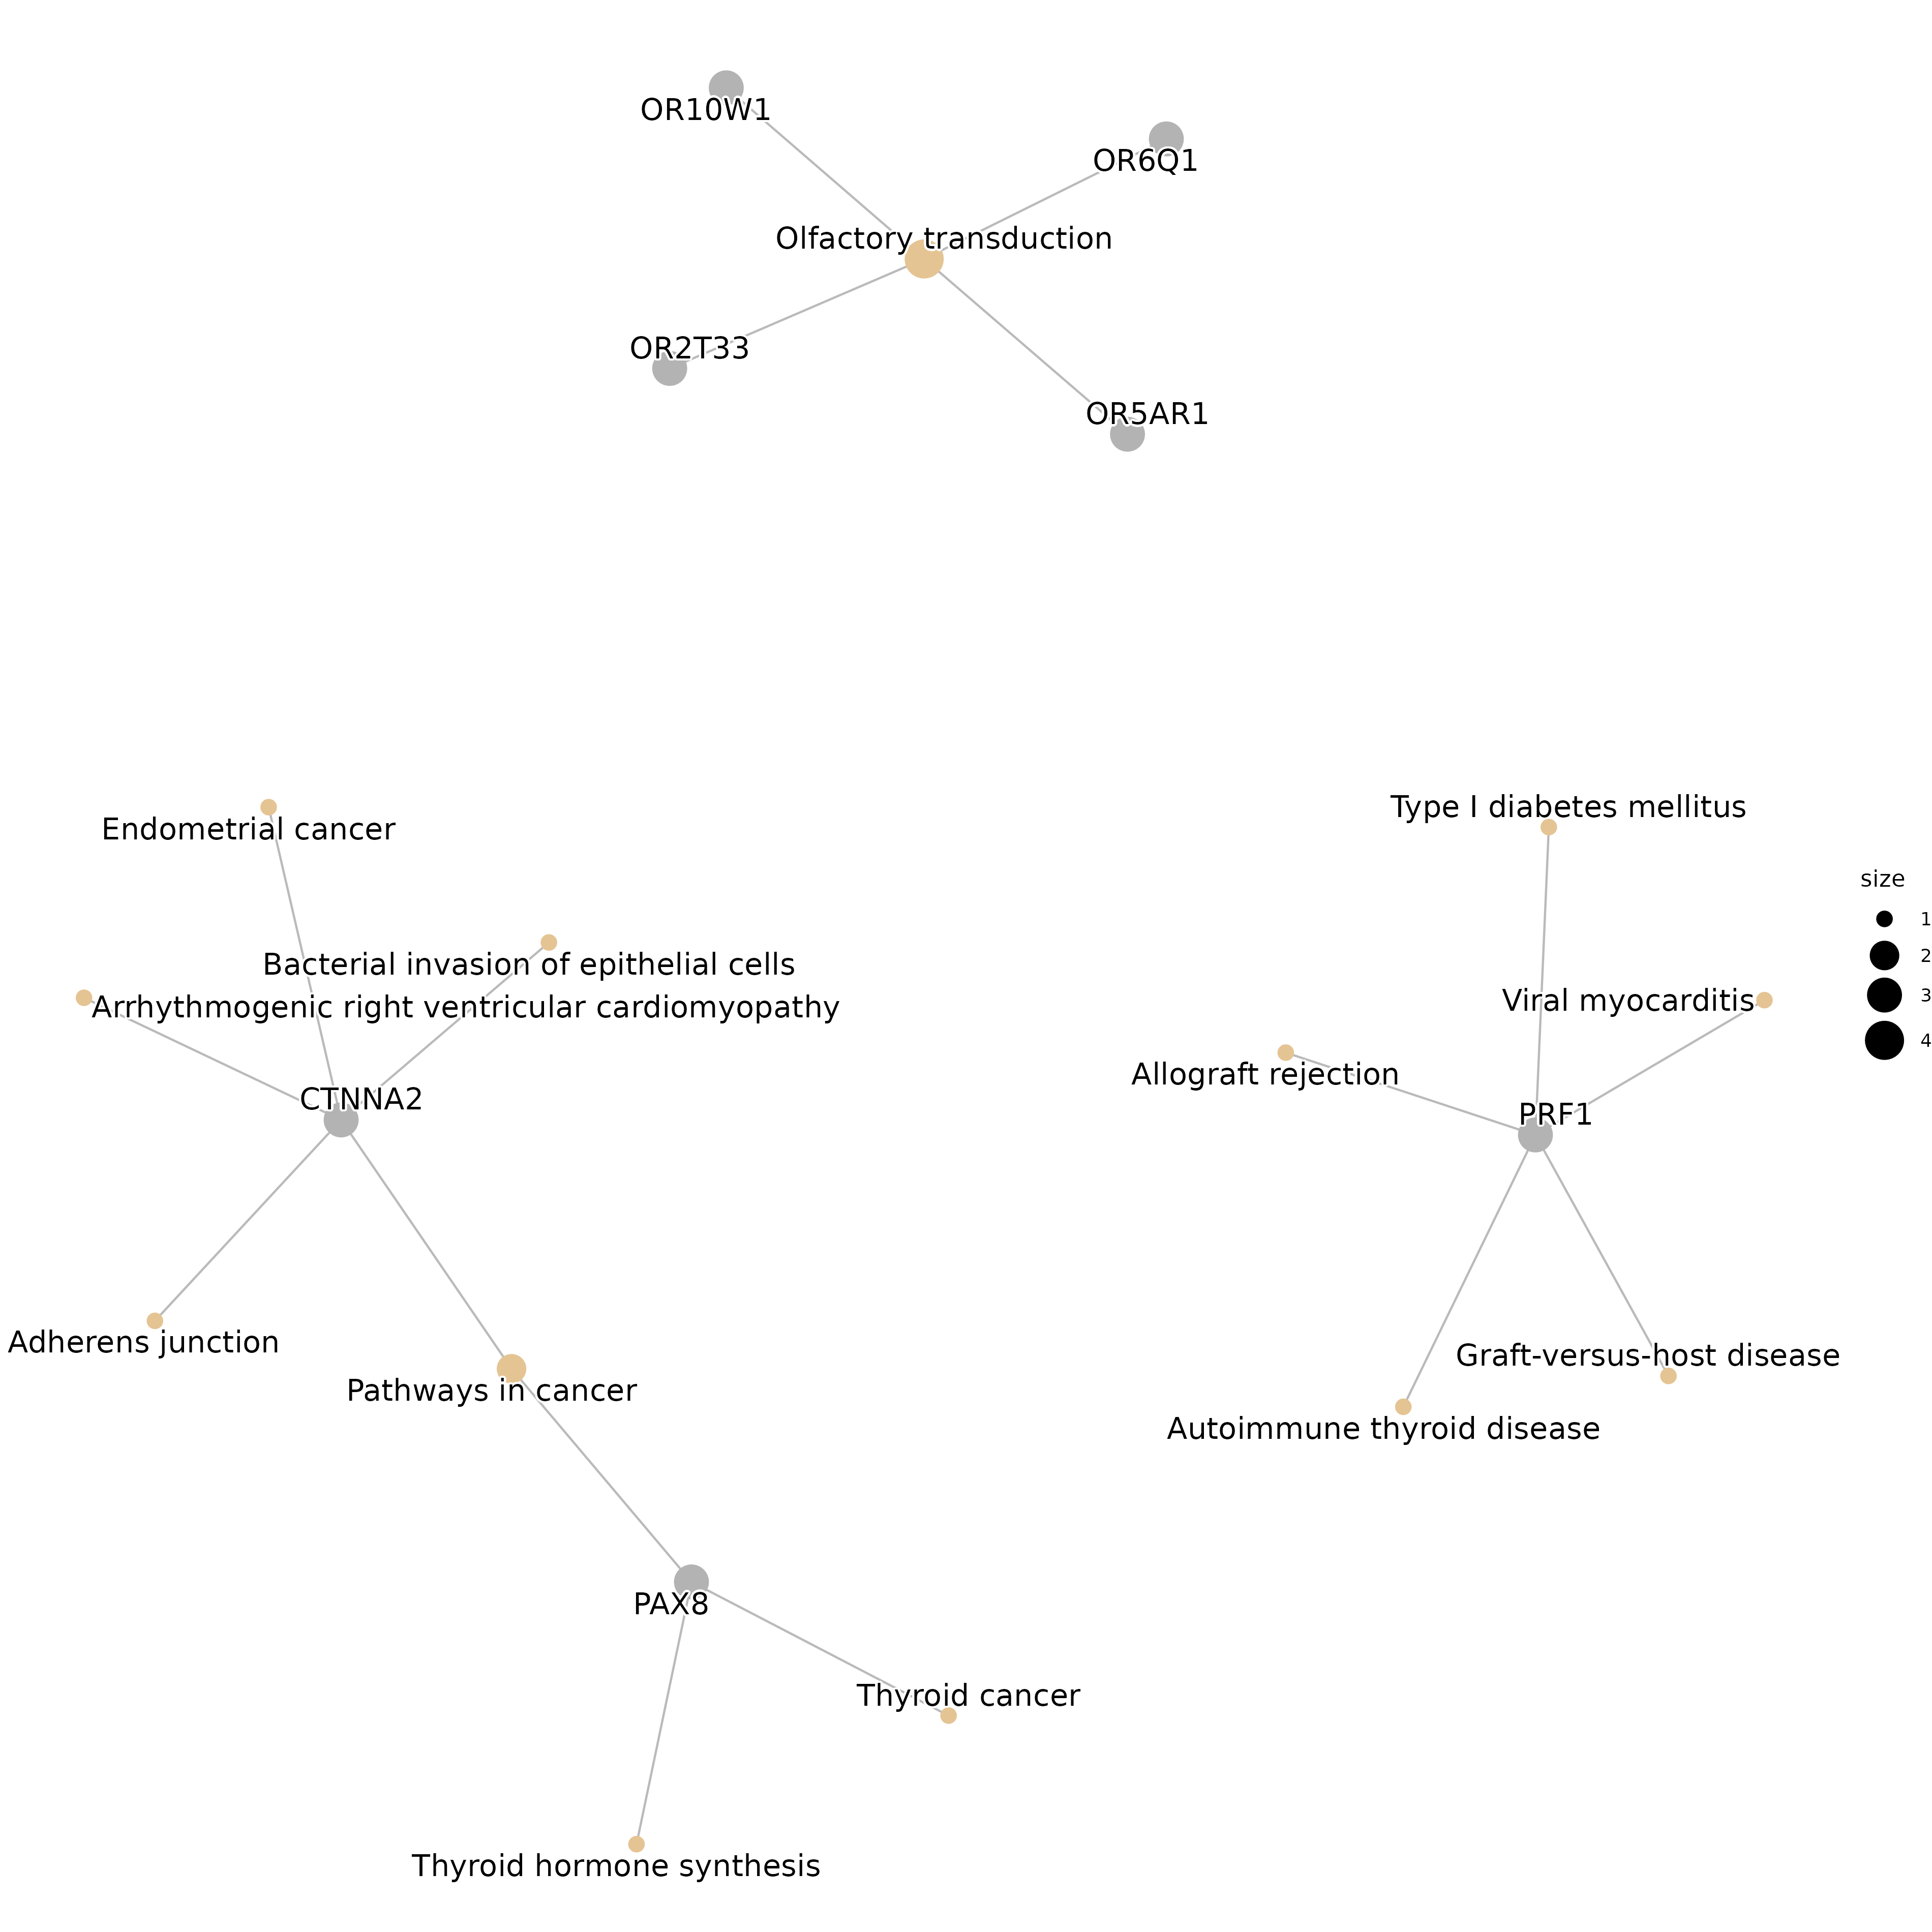 OR10W1
OR6Q1
Olfactory transduction
OR2T33
OR5AR1
Endometrial cancer
Bacterial invasion of epithelial cells
Arrhythmogenic right ventricular cardiomyopathy
CTNNA2
Adherens junction
Pathways in cancer
PAX8
Thyroid cancer
Thyroid hormone synthesis
Type I diabetes mellitus
Viral myocarditis
Allograft rejection
PRF1
Graft-versus-host disease
Autoimmune thyroid disease
size
1
2
3
4